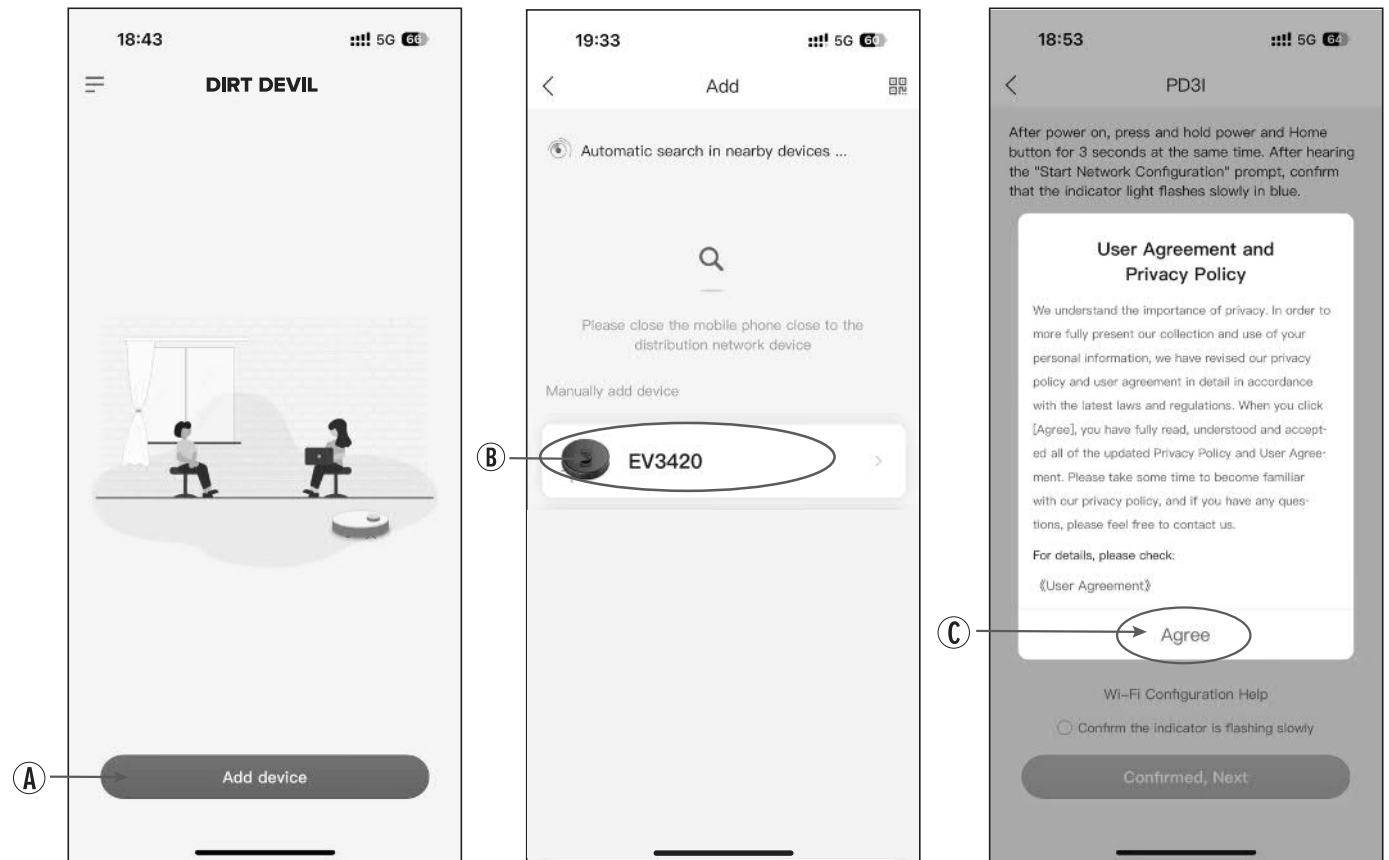 18:43
5G 66
DIRT DEVIL
A
Add device
19:33
5G 60
Add
Automatic search in nearby devices ...
Please close the mobile phone close to the
distribution network device
Manually add device
B
EV3420
18:53
5G 64
PD3I
After power on, press and hold power and Home
button for 3 seconds at the same time. After hearing
the "Start Network Configuration" prompt, confirm
that the indicator light flashes slowly in blue.
User Agreement and
Privacy Policy
We understand the importance of privacy. In order to
more fully present our collection and use of your
personal information, we have revised our privacy
policy and user agreement in detail in accordance
with the latest laws and regulations. When you click
[Agree], you have fully read, understood and accept-
ed all of the updated Privacy Policy and User Agree-
ment. Please take some time to become familiar
with our privacy policy, and if you have any ques-
tions, please feel free to contact us.
For details, please check:
《User Agreement》
C
Agree
Wi-Fi Configuration Help
Confirm the indicator is flashing slowly
Confirmed, Next